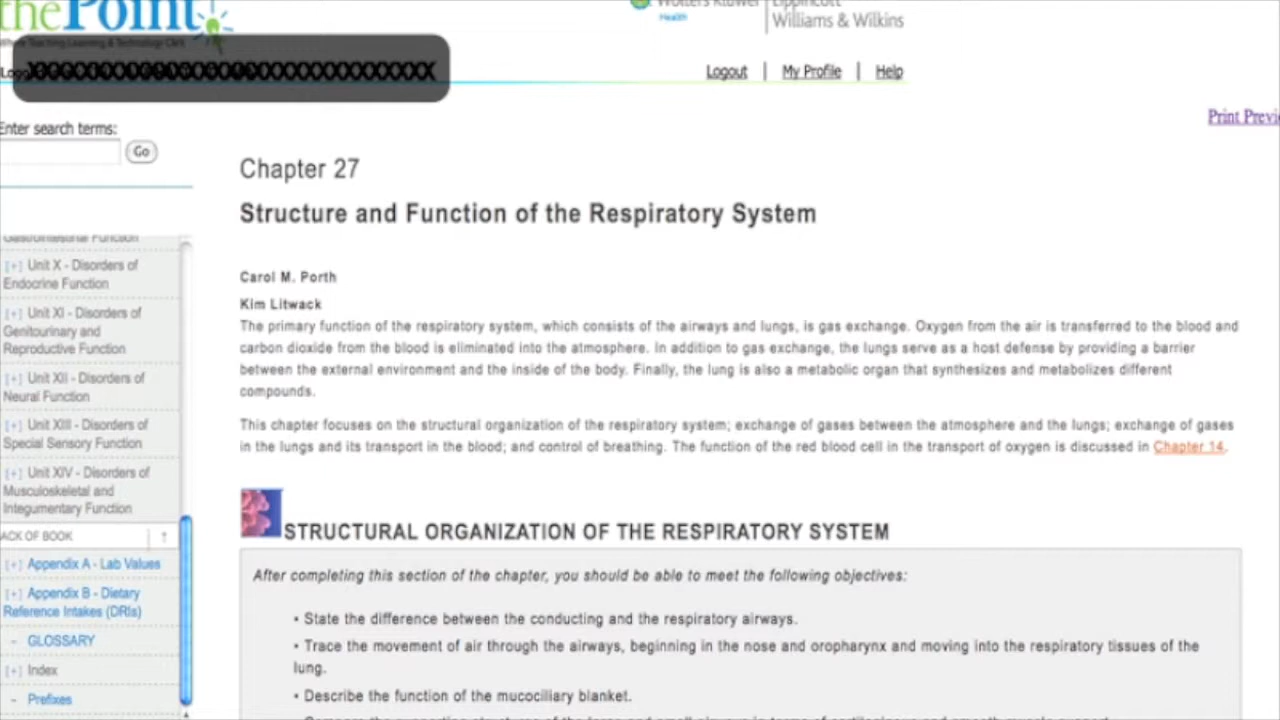 thePoint
Wolters Kluwer | Lippincott
Health
Williams & Wilkins
XXXXXXXXXXXXXXXXXXXXXXXXXXXXXXX
Logout | My Profile | Help
Enter search terms:
Go
Print Previ
Chapter 27
Structure and Function of the Respiratory System
Carol M. Porth
Kim Litwack
The primary function of the respiratory system, which consists of the airways and lungs, is gas exchange. Oxygen from the air is transferred to the blood and
carbon dioxide from the blood is eliminated into the atmosphere. In addition to gas exchange, the lungs serve as a host defense by providing a barrier
between the external environment and the inside of the body. Finally, the lung is also a metabolic organ that synthesizes and metabolizes different
compounds.
This chapter focuses on the structural organization of the respiratory system; exchange of gases between the atmosphere and the lungs; exchange of gases
in the lungs and its transport in the blood; and control of breathing. The function of the red blood cell in the transport of oxygen is discussed in Chapter 14.
STRUCTURAL ORGANIZATION OF THE RESPIRATORY SYSTEM
After completing this section of the chapter, you should be able to meet the following objectives:
• State the difference between the conducting and the respiratory airways.
• Trace the movement of air through the airways, beginning in the nose and oropharynx and moving into the respiratory tissues of the
lung.
• Describe the function of the mucociliary blanket.
Gastrointestinal Function
[+] Unit X - Disorders of
Endocrine Function
[+] Unit XI - Disorders of
Genitourinary and
Reproductive Function
[+] Unit XII - Disorders of
Neural Function
[+] Unit XIII - Disorders of
Special Sensory Function
[+] Unit XIV - Disorders of
Musculoskeletal and
Integumentary Function
ACK OF BOOK ↑
[+] Appendix A - Lab Values
[+] Appendix B - Dietary
Reference Intakes (DRIs)
- GLOSSARY
[+] Index
- Prefixes